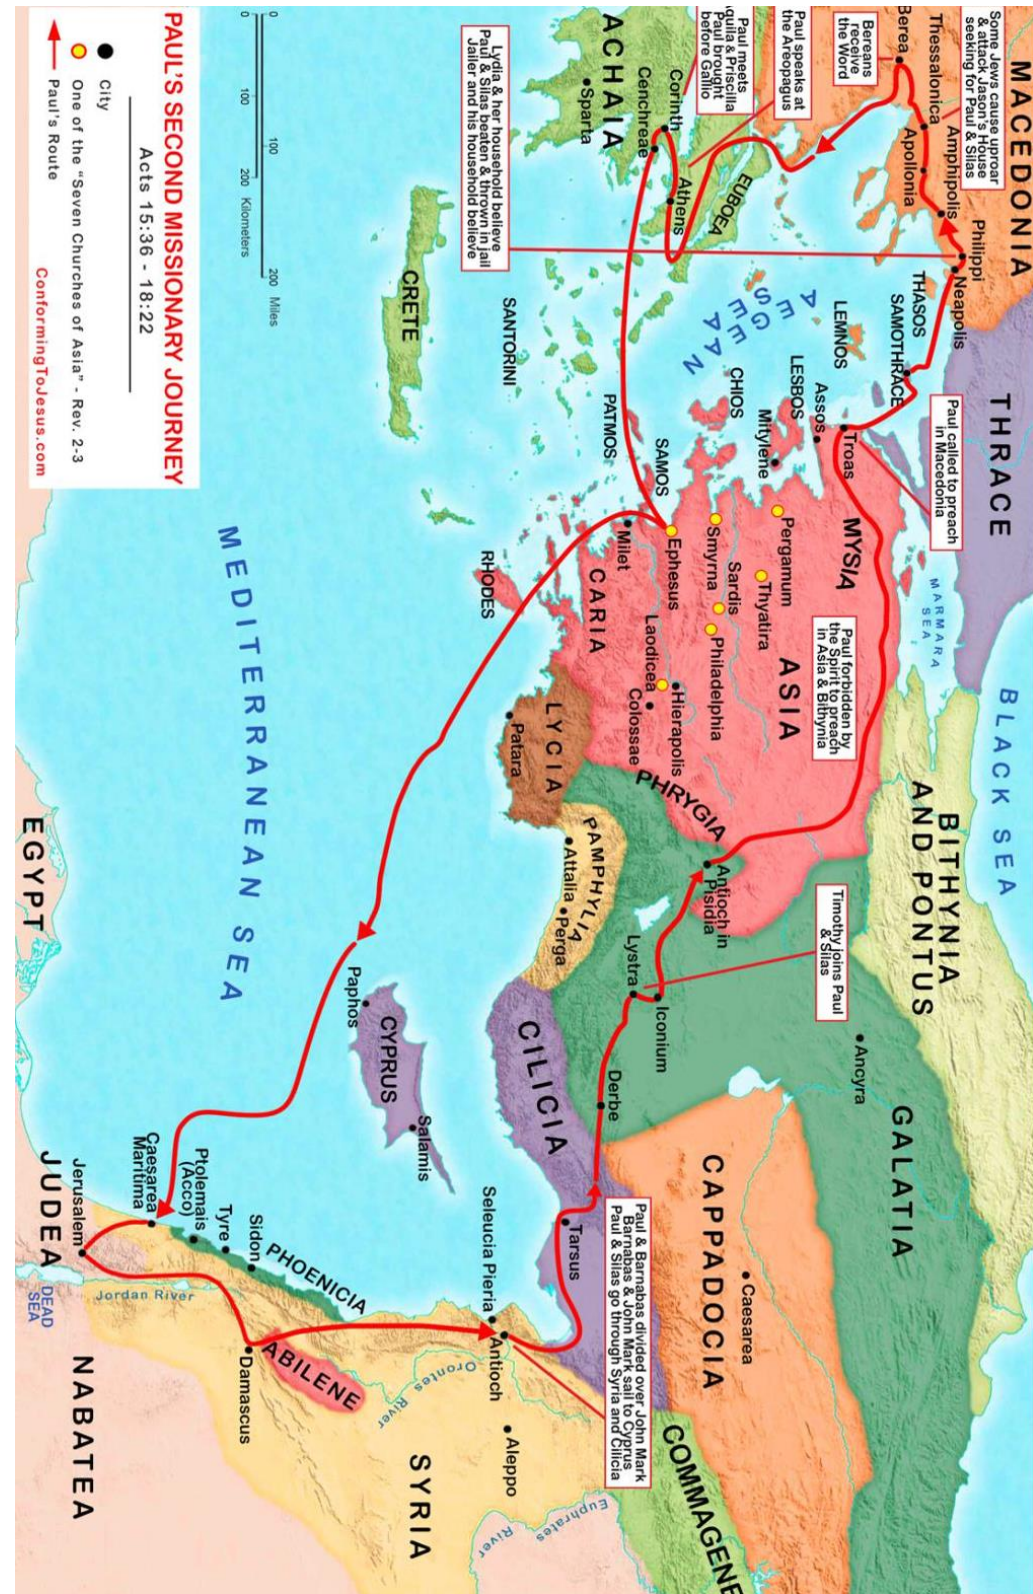 MACEDONIA
THRACE
BLACK SEA
BITHYNIA
AND PONTUS
GALATIA
CAPPADOCIA
COMMAGENE
Some Jews cause uproar
& attack Jason's House
seeking for Paul & Silas
Thessalonica
Berea
Bereans
receive
the Word
Amphipolis
Apollonia
Philippi
Neapolis
THASOS
SAMOTHRACE
LEMNOS
Paul called to preach
in Macedonia
MARMARA
SEA
Paul speaks at
the Areopagus
Paul meets
Aquila & Priscilla
Paul brought
before Gallio
ACHAIA
Corinth
Cenchreae
Sparta
Athens
EUBOEA
AEGEAN
SEA
Lydia & her household believe
Paul & Silas beaten & thrown in jail
Jailer and his household believe
Troas
Assos
LESBOS
Mitylene
CHIOS
MYSIA
Paul forbidden by
the Spirit to preach
in Asia & Bithynia
ASIA
Pergamum
Thyatira
Smyrna
Sardis
Philadelphia
Ephesus
Milet
SAMOS
PATMOS
SANTORINI
CRETE
RHODES
CARIA
Laodicea
Hierapolis
Colossae
LYCIA
Patara
PHRYGIA
PAMPHYLIA
Attalia
Perga
Antioch in
Pisidia
Timothy joins Paul
& Silas
Lystra
Iconium
Derbe
Ancyra
Caesarea
CILICIA
Tarsus
Paul & Barnabas divided over John Mark
Barnabas & John Mark sail to Cyprus
Paul & Silas go through Syria and Cilicia
CYPRUS
Paphos
Salamis
Seleucia Pieria
Antioch
Aleppo
SYRIA
Orontes
River
Euphrates
River
MEDITERRANEAN SEA
PHOENICIA
Sidon
Tyre
Ptolemais
(Acco)
Caesarea
Maritima
ABILENE
Damascus
Jordan River
Jerusalem
JUDEA
DEAD
SEA
NABATEA
EGYPT
0 100 200 Miles
0 100 200 Kilometers
PAUL'S SECOND MISSIONARY JOURNEY
Acts 15:36 - 18:22
City
One of the "Seven Churches of Asia" - Rev. 2-3
Paul's Route
ConformingToJesus.com